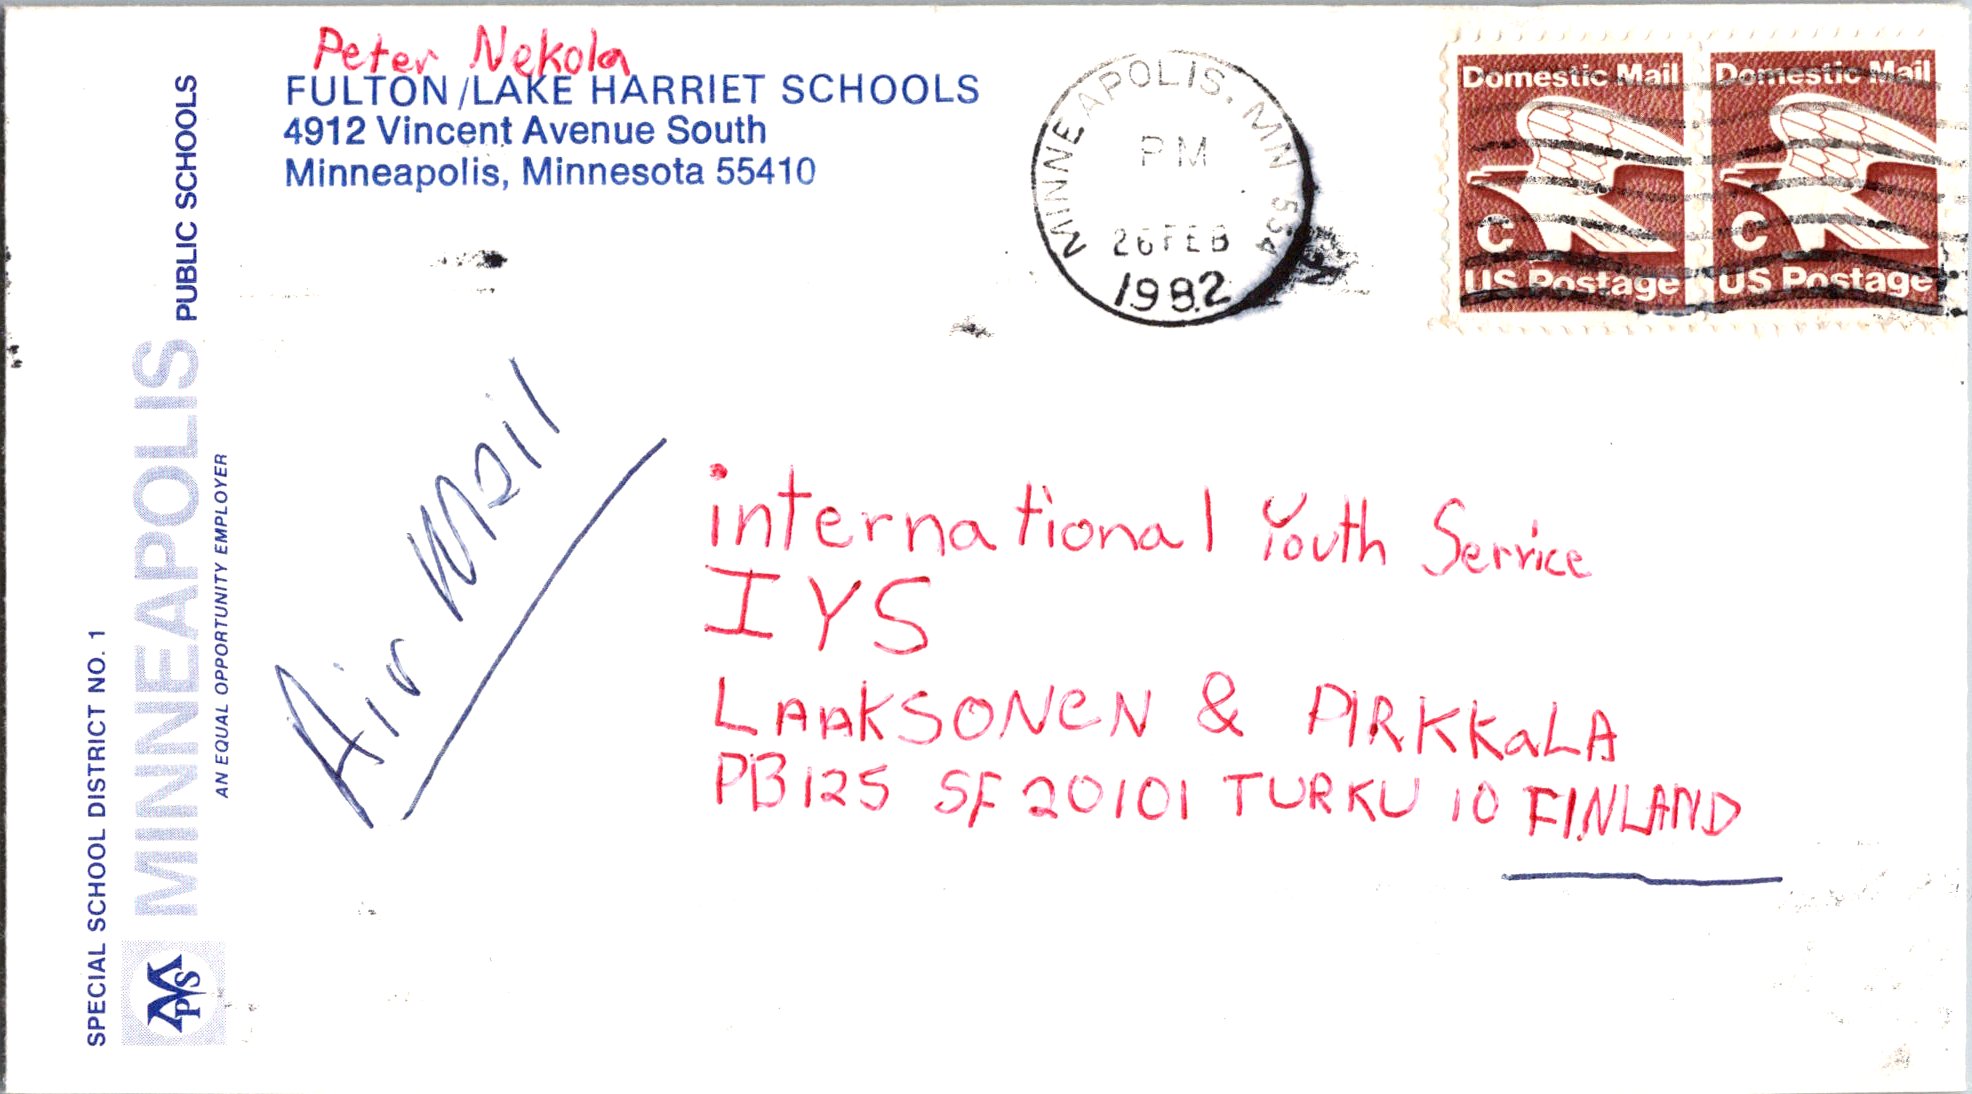 Peter Nekola
FULTON/LAKE HARRIET SCHOOLS
4912 Vincent Avenue South
Minneapolis, Minnesota 55410
MINNEAPOLIS, MN 554
PM
26 FEB
1982
Domestic Mail
C
US Postage
Domestic Mail
C
US Postage
SPECIAL SCHOOL DISTRICT NO. 1
MINNEAPOLIS PUBLIC SCHOOLS
AN EQUAL OPPORTUNITY EMPLOYER
MPS
Air Mail
international Youth Service
IYS
LAAKSONEN & PIRKKaLA
PB 125 SF 20101 TURKU 10 FINLAND